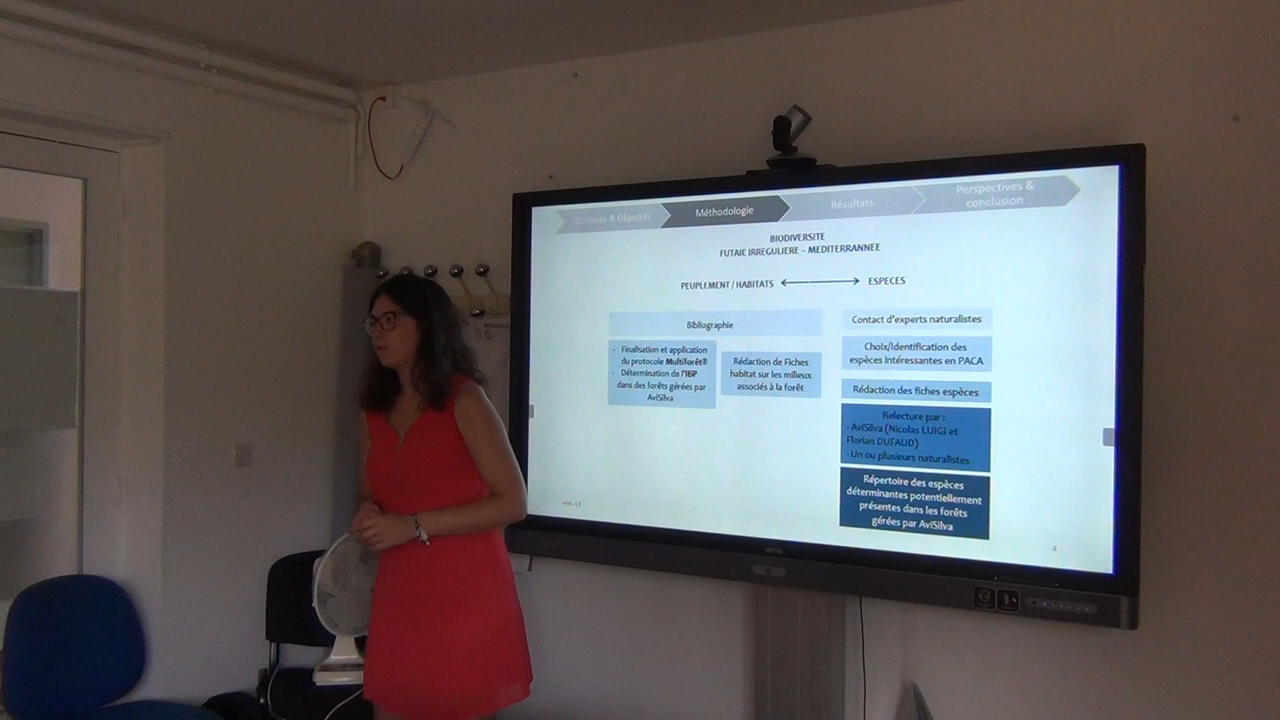 Contexte & Objectifs
Méthodologie
Résultats
Perspectives &
conclusion
BIODIVERSITE
FUTAIE IRREGULIERE – MEDITERRANNEE
PEUPLEMENT / HABITATS
ESPECES
Bibliographie
- Finalisation et application
du protocole Multiforêt®
- Détermination de l'IBP
dans des forêts gérées par
AviSilva
Rédaction de Fiches
habitat sur les milieux
associés à la forêt
Contact d'experts naturalistes
Choix/Identification des
espèces intéressantes en PACA
Rédaction des fiches espèces
Relecture par :
- AviSilva (Nicolas LUIGI et
Florian DUFAUD)
- Un ou plusieurs naturalistes
Répertoire des espèces
déterminantes potentiellement
présentes dans les forêts
gérées par AviSilva
4